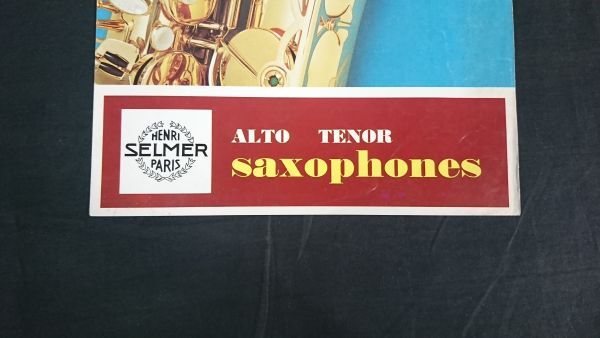 HENRI
SELMER
PARIS
ALTO TENOR
saxophones